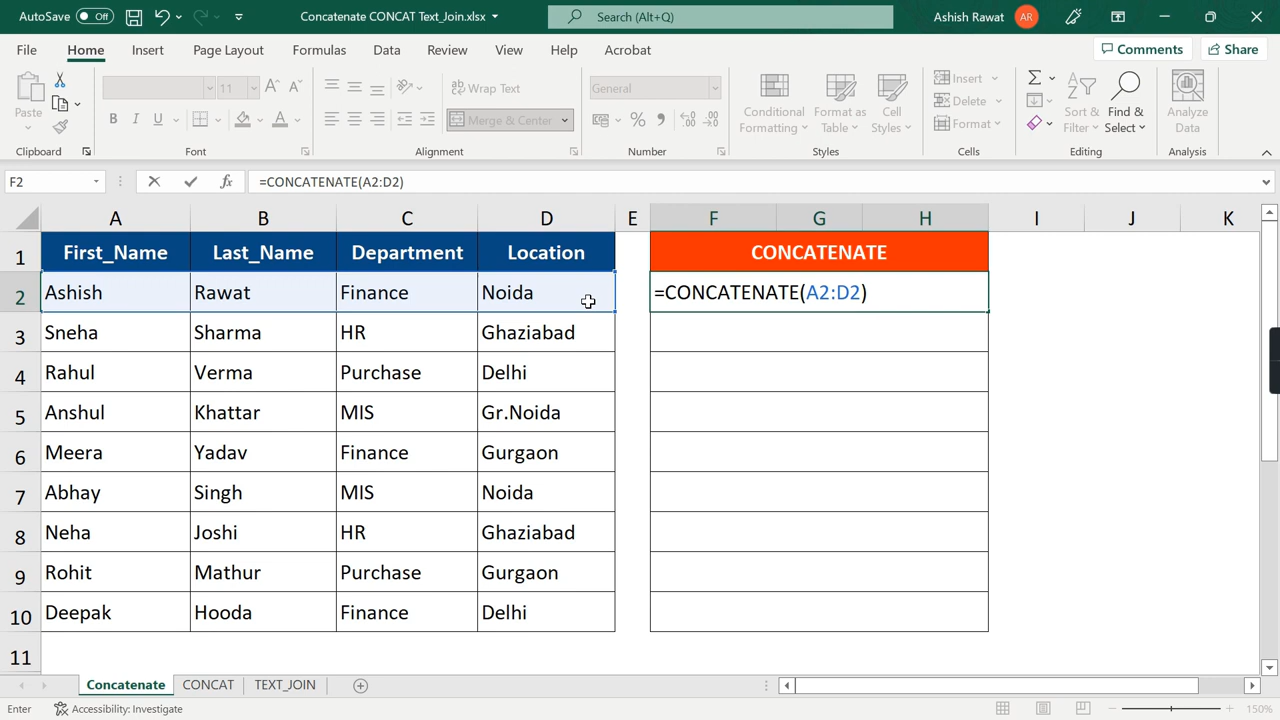 AutoSave Off Concatenate CONCAT Text_Join.xlsx Search (Alt+Q) Ashish Rawat AR
File Home Insert Page Layout Formulas Data Review View Help Acrobat Comments Share
Paste
Clipboard
11 A A
B I U A
Font
ab Wrap Text
Merge & Center
Alignment
General
% , 
Number
Conditional Formatting
Format as Table
Cell Styles
Styles
Insert
Delete
Format
Cells
Sort & Filter
Find & Select
Editing
Analyze Data
Analysis
F2 fx =CONCATENATE(A2:D2)
A B C D E F G H I J K
1 First_Name Last_Name Department Location CONCATENATE
2 Ashish Rawat Finance Noida =CONCATENATE(A2:D2)
3 Sneha Sharma HR Ghaziabad
4 Rahul Verma Purchase Delhi
5 Anshul Khattar MIS Gr.Noida
6 Meera Yadav Finance Gurgaon
7 Abhay Singh MIS Noida
8 Neha Joshi HR Ghaziabad
9 Rohit Mathur Purchase Gurgaon
10 Deepak Hooda Finance Delhi
11
Concatenate CONCAT TEXT_JOIN
Enter Accessibility: Investigate 150%